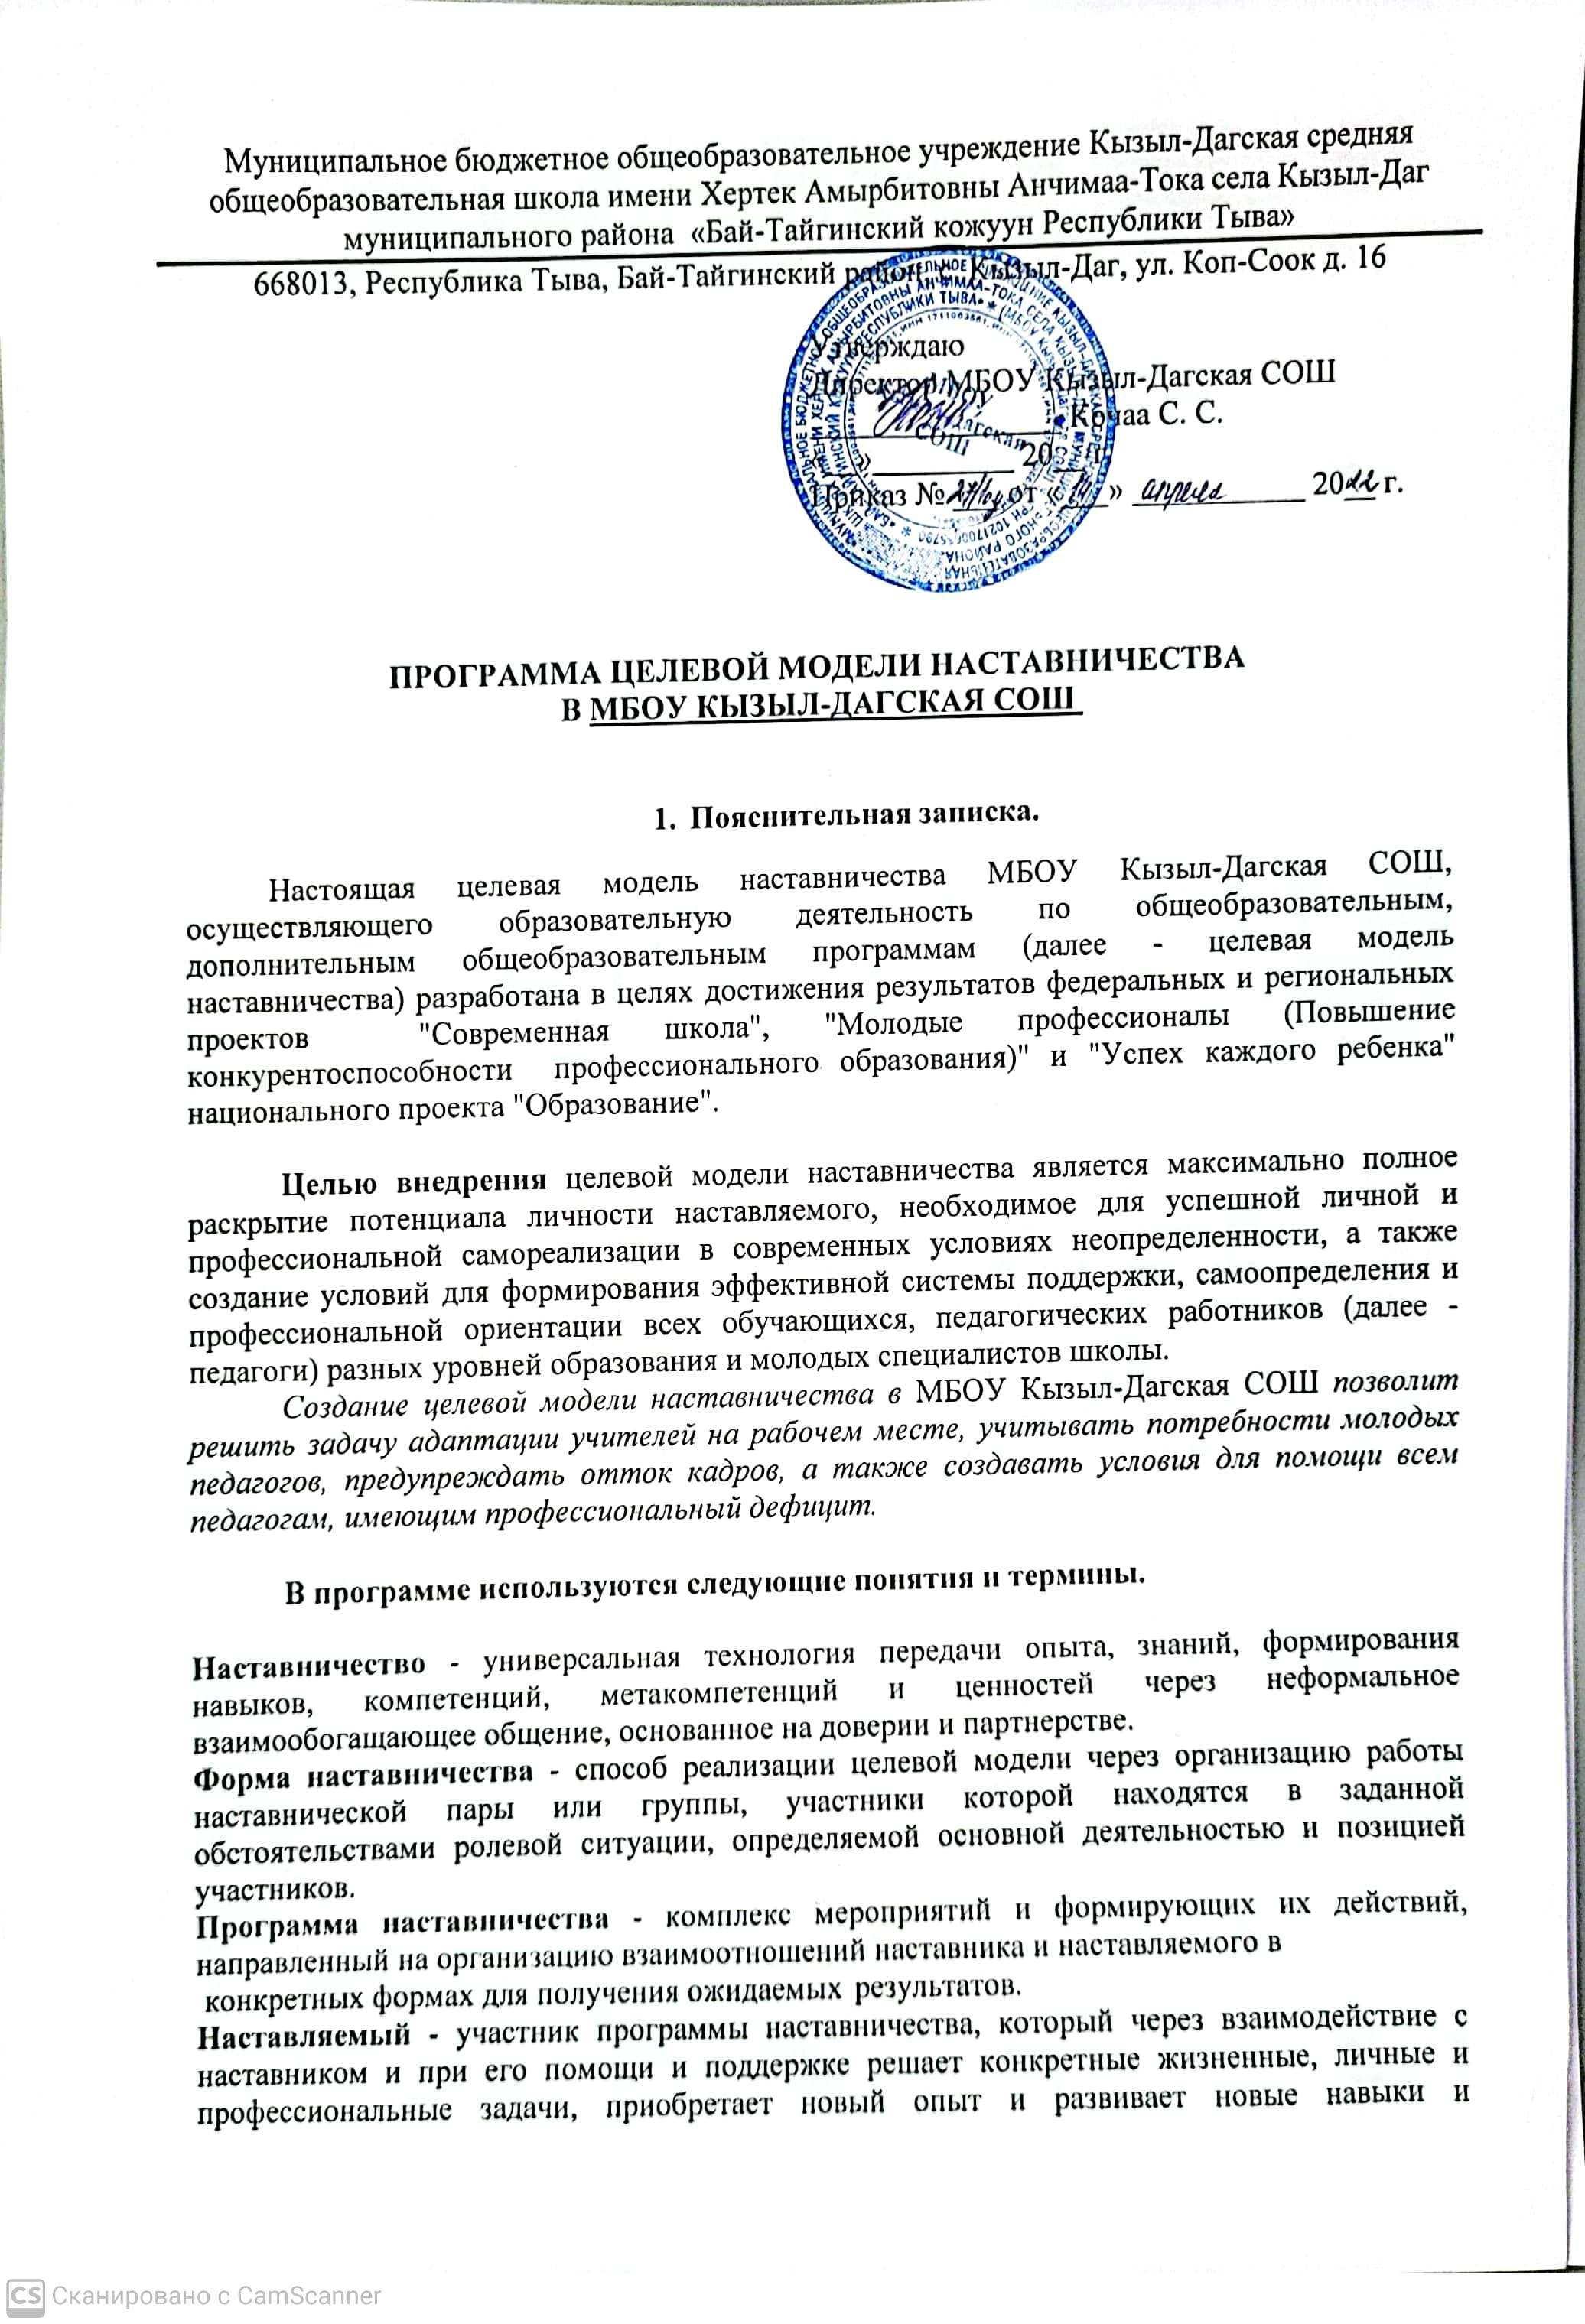 Муниципальное бюджетное общеобразовательное учреждение Кызыл-Дагская средняя
общеобразовательная школа имени Хертек Амырбитовны Анчимаа-Тока села Кызыл-Даг
муниципального района «Бай-Тайгинский кожуун Республики Тыва»
668013, Республика Тыва, Бай-Тайгинский район, с. Кызыл-Даг, ул. Коп-Соок д. 16
Утверждаю
Директор МБОУ Кызыл-Дагская СОШ
Кочаа С. С.
«___»__________ 20__ г.
Приказ № от «» апреля 2022 г.
ПРОГРАММА ЦЕЛЕВОЙ МОДЕЛИ НАСТАВНИЧЕСТВА
В МБОУ КЫЗЫЛ-ДАГСКАЯ СОШ
1. Пояснительная записка.
Настоящая целевая модель наставничества МБОУ Кызыл-Дагская СОШ,
осуществляющего образовательную деятельность по общеобразовательным,
дополнительным общеобразовательным программам (далее - целевая модель
наставничества) разработана в целях достижения результатов федеральных и региональных
проектов "Современная школа", "Молодые профессионалы (Повышение
конкурентоспособности профессионального образования)" и "Успех каждого ребенка"
национального проекта "Образование".
Целью внедрения целевой модели наставничества является максимально полное
раскрытие потенциала личности наставляемого, необходимое для успешной личной и
профессиональной самореализации в современных условиях неопределенности, а также
создание условий для формирования эффективной системы поддержки, самоопределения и
профессиональной ориентации всех обучающихся, педагогических работников (далее -
педагоги) разных уровней образования и молодых специалистов школы.
Создание целевой модели наставничества в МБОУ Кызыл-Дагская СОШ позволит
решить задачу адаптации учителей на рабочем месте, учитывать потребности молодых
педагогов, предупреждать отток кадров, а также создавать условия для помощи всем
педагогам, имеющим профессиональный дефицит.
В программе используются следующие понятия и термины.
Наставничество - универсальная технология передачи опыта, знаний, формирования
навыков, компетенций, метакомпетенций и ценностей через неформальное
взаимообогащающее общение, основанное на доверии и партнерстве.
Форма наставничества - способ реализации целевой модели через организацию работы
наставнической пары или группы, участники которой находятся в заданной
обстоятельствами ролевой ситуации, определяемой основной деятельностью и позицией
участников.
Программа наставничества - комплекс мероприятий и формирующих их действий,
направленный на организацию взаимоотношений наставника и наставляемого в
конкретных формах для получения ожидаемых результатов.
Наставляемый - участник программы наставничества, который через взаимодействие с
наставником и при его помощи и поддержке решает конкретные жизненные, личные и
профессиональные задачи, приобретает новый опыт и развивает новые навыки и
CS Сканировано с CamScanner